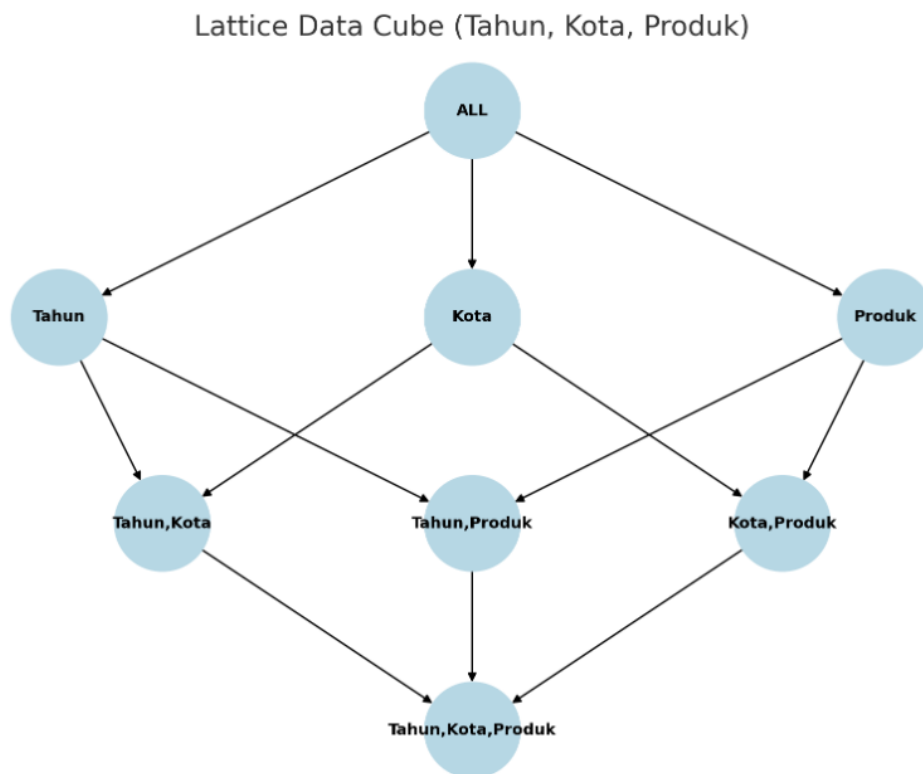 Lattice Data Cube (Tahun, Kota, Produk)
ALL
Tahun
Kota
Produk
Tahun,Kota
Tahun,Produk
Kota,Produk
Tahun,Kota,Produk